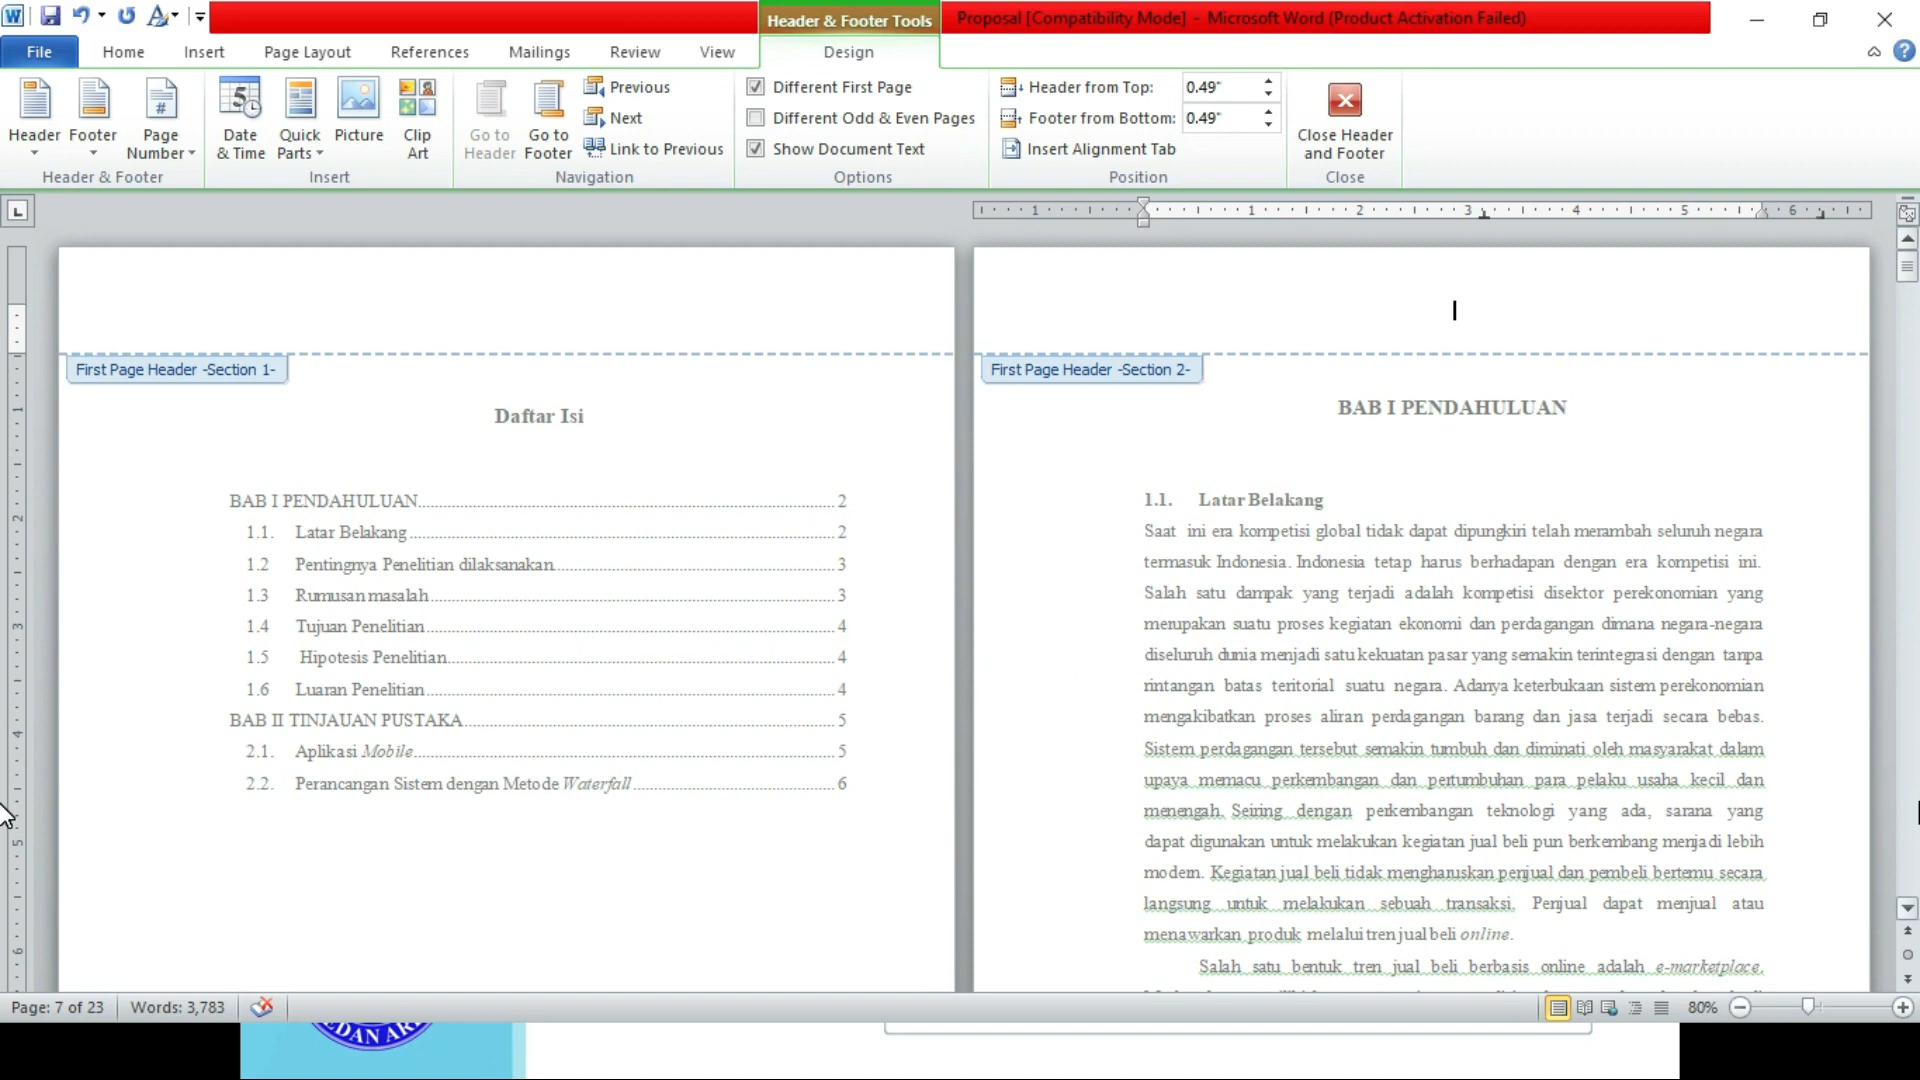 Header & Footer Tools
Proposal [Compatibility Mode] - Microsoft Word (Product Activation Failed)
File Home Insert Page Layout References Mailings Review View Design
Header Footer Page Number
Date & Time Quick Parts Picture Clip Art
Go to Header Go to Footer
Previous
Next
Link to Previous
Different First Page
Different Odd & Even Pages
Show Document Text
Header from Top: 0.49"
Footer from Bottom: 0.49"
Insert Alignment Tab
Close Header and Footer
Header & Footer Insert Navigation Options Position Close
First Page Header -Section 1-
Daftar Isi
BAB I PENDAHULUAN 2
1.1. Latar Belakang 2
1.2 Pentingnya Penelitian dilaksanakan 3
1.3 Rumusan masalah 3
1.4 Tujuan Penelitian 4
1.5 Hipotesis Penelitian 4
1.6 Luaran Penelitian 4
BAB II TINJAUAN PUSTAKA 5
2.1. Aplikasi Mobile 5
2.2. Perancangan Sistem dengan Metode Waterfall 6
First Page Header -Section 2-
BAB I PENDAHULUAN
1.1. Latar Belakang
Saat ini era kompetisi global tidak dapat dipungkiri telah merambah seluruh negara
termasuk Indonesia. Indonesia tetap harus berhadapan dengan era kompetisi ini.
Salah satu dampak yang terjadi adalah kompetisi disektor perekonomian yang
merupakan suatu proses kegiatan ekonomi dan perdagangan dimana negara-negara
diseluruh dunia menjadi satu kekuatan pasar yang semakin terintegrasi dengan tanpa
rintangan batas teritorial suatu negara. Adanya keterbukaan sistem perekonomian
mengakibatkan proses aliran perdagangan barang dan jasa terjadi secara bebas.
Sistem perdagangan tersebut semakin tumbuh dan diminati oleh masyarakat dalam
upaya memacu perkembangan dan pertumbuhan para pelaku usaha kecil dan
menengah. Seiring dengan perkembangan teknologi yang ada, sarana yang
dapat digunakan untuk melakukan kegiatan jual beli pun berkembang menjadi lebih
modern. Kegiatan jual beli tidak mengharuskan penjual dan pembeli bertemu secara
langsung untuk melakukan sebuah transaksi. Penjual dapat menjual atau
menawarkan produk melalui tren jual beli online.
Salah satu bentuk tren jual beli berbasis online adalah e-marketplace.
Page: 7 of 23 Words: 3,783 80%